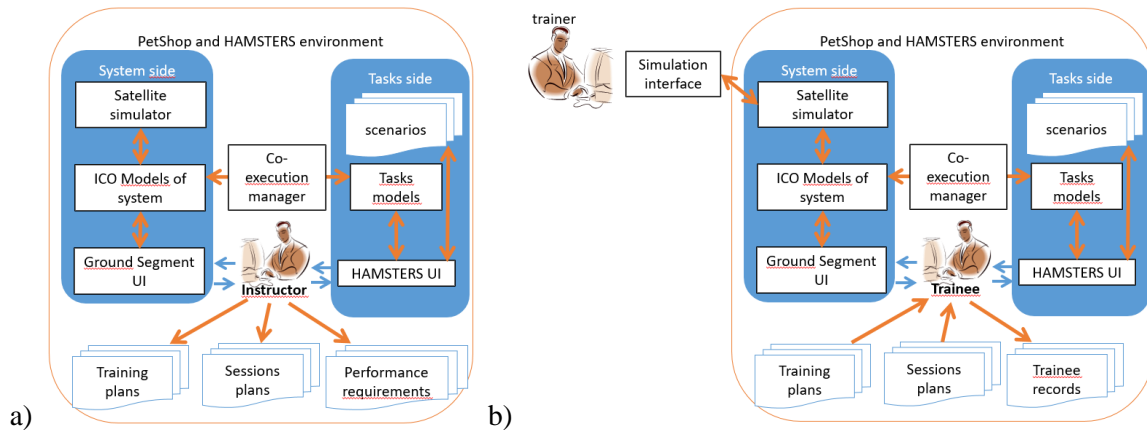 PetShop and HAMSTERS environment
System side
Tasks side
Satellite
simulator
scenarios
ICO Models of
system
Co-
execution
manager
Tasks
models
Ground Segment
UI
Instructor
HAMSTERS UI
Training
plans
Sessions
plans
Performance
requirements
a)
trainer
Simulation
interface
PetShop and HAMSTERS environment
System side
Tasks side
Satellite
simulator
scenarios
ICO Models of
system
Co-
execution
manager
Tasks
models
Ground Segment
UI
Trainee
HAMSTERS UI
Training
plans
Sessions
plans
Trainee
records
b)